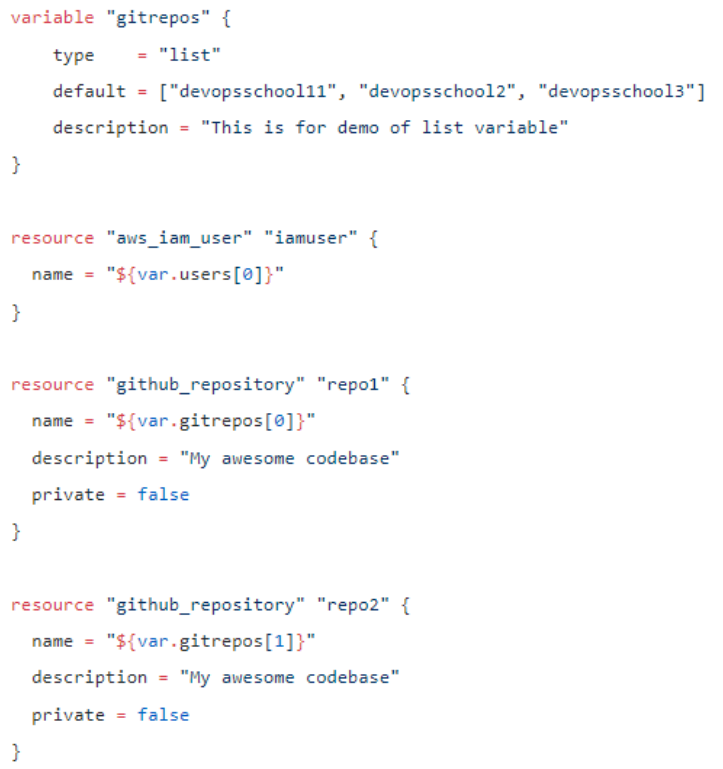 variable "gitrepos" {
    type    = "list"
    default = ["devopsschool11", "devopsschool2", "devopsschool3"]
    description = "This is for demo of list variable"
}
resource "aws_iam_user" "iamuser" {
  name = "${var.users[0]}"
}
resource "github_repository" "repo1" {
  name = "${var.gitrepos[0]}"
  description = "My awesome codebase"
  private = false
}
resource "github_repository" "repo2" {
  name = "${var.gitrepos[1]}"
  description = "My awesome codebase"
  private = false
}